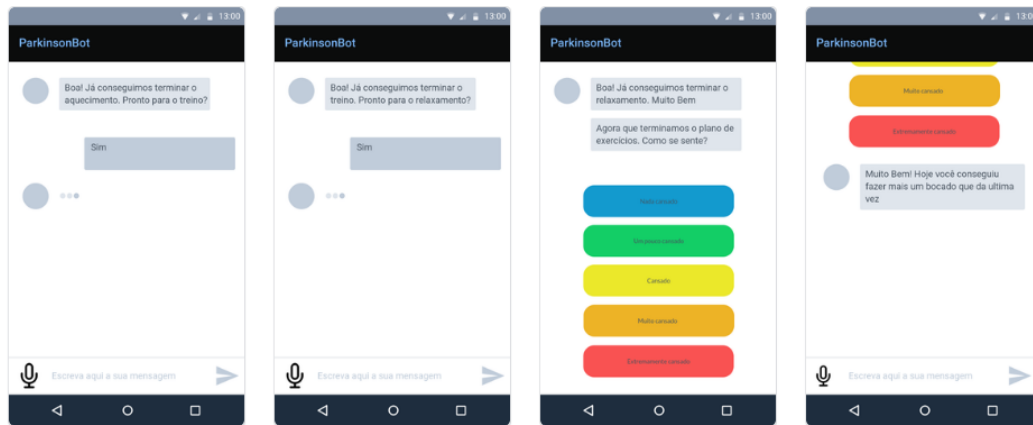 13:00
ParkinsonBot
Boa! Já conseguimos terminar o
aquecimento. Pronto para o treino?
Sim
Escreva aqui a sua mensagem
13:00
ParkinsonBot
Boa! Já conseguimos terminar o
treino. Pronto para o relaxamento?
Sim
Escreva aqui a sua mensagem
13:00
ParkinsonBot
Boa! Já conseguimos terminar o
relaxamento. Muito Bem
Agora que terminamos o plano de
exercícios. Como se sente?
Nada cansado
Um pouco cansado
Cansado
Muito cansado
Extremamente cansado
Escreva aqui a sua mensagem
13:00
ParkinsonBot
Muito cansado
Extremamente cansado
Muito Bem! Hoje você conseguiu
fazer mais um bocado que da ultima
vez
Escreva aqui a sua mensagem